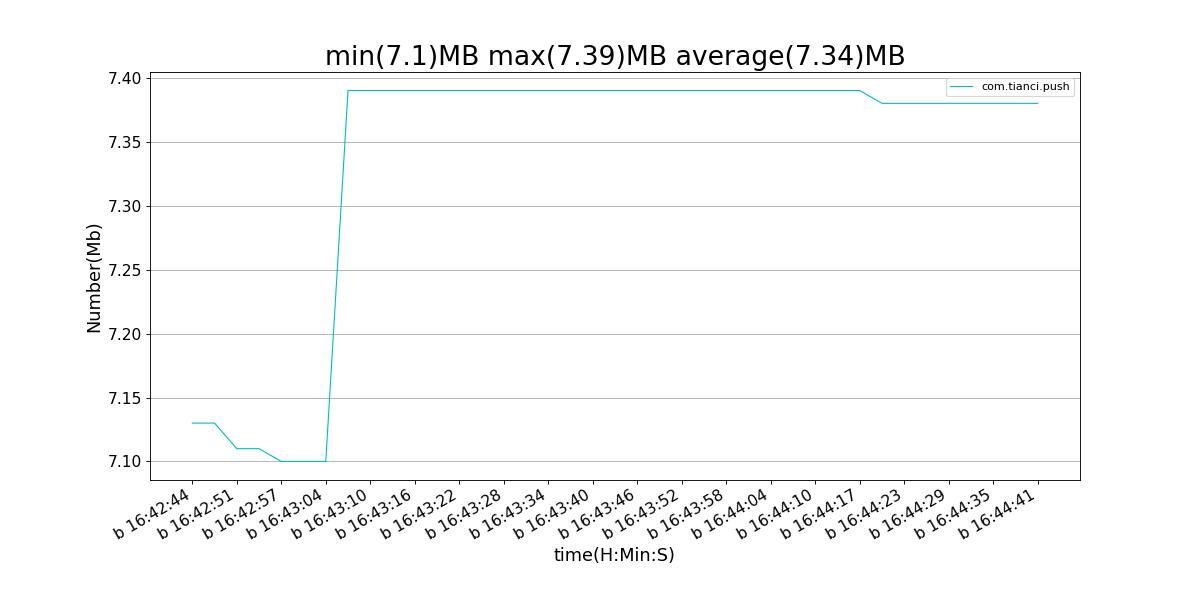 min(7.1)MB max(7.39)MB average(7.34)MB
com.tianci.push
Number(Mb)
7.40
7.35
7.30
7.25
7.20
7.15
7.10
b 16:42:44
b 16:42:51
b 16:42:57
b 16:43:04
b 16:43:10
b 16:43:16
b 16:43:22
b 16:43:28
b 16:43:34
b 16:43:40
b 16:43:46
b 16:43:52
b 16:43:58
b 16:44:04
b 16:44:10
b 16:44:17
b 16:44:23
b 16:44:29
b 16:44:35
b 16:44:41
time(H:Min:S)